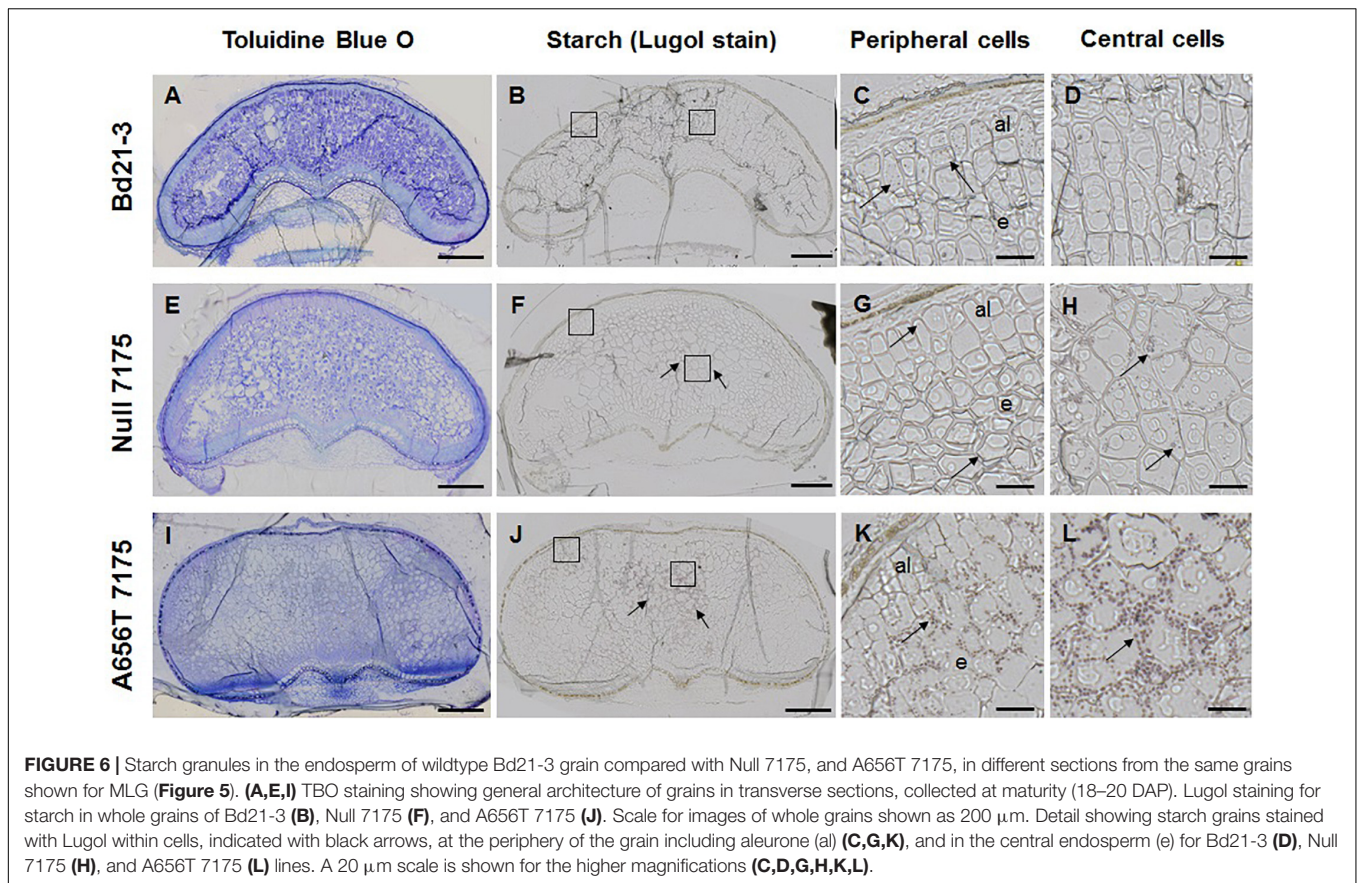 Toluidine Blue O Starch (Lugol stain) Peripheral cells Central cells
Bd21-3
A
B
C
al
e
D
Null 7175
E
F
G
al
e
H
A656T 7175
I
J
K
al
e
L
FIGURE 6 | Starch granules in the endosperm of wildtype Bd21-3 grain compared with Null 7175, and A656T 7175, in different sections from the same grains
shown for MLG (Figure 5). (A,E,I) TBO staining showing general architecture of grains in transverse sections, collected at maturity (18–20 DAP). Lugol staining for
starch in whole grains of Bd21-3 (B), Null 7175 (F), and A656T 7175 (J). Scale for images of whole grains shown as 200 μm. Detail showing starch grains stained
with Lugol within cells, indicated with black arrows, at the periphery of the grain including aleurone (al) (C,G,K), and in the central endosperm (e) for Bd21-3 (D), Null
7175 (H), and A656T 7175 (L) lines. A 20 μm scale is shown for the higher magnifications (C,D,G,H,K,L).